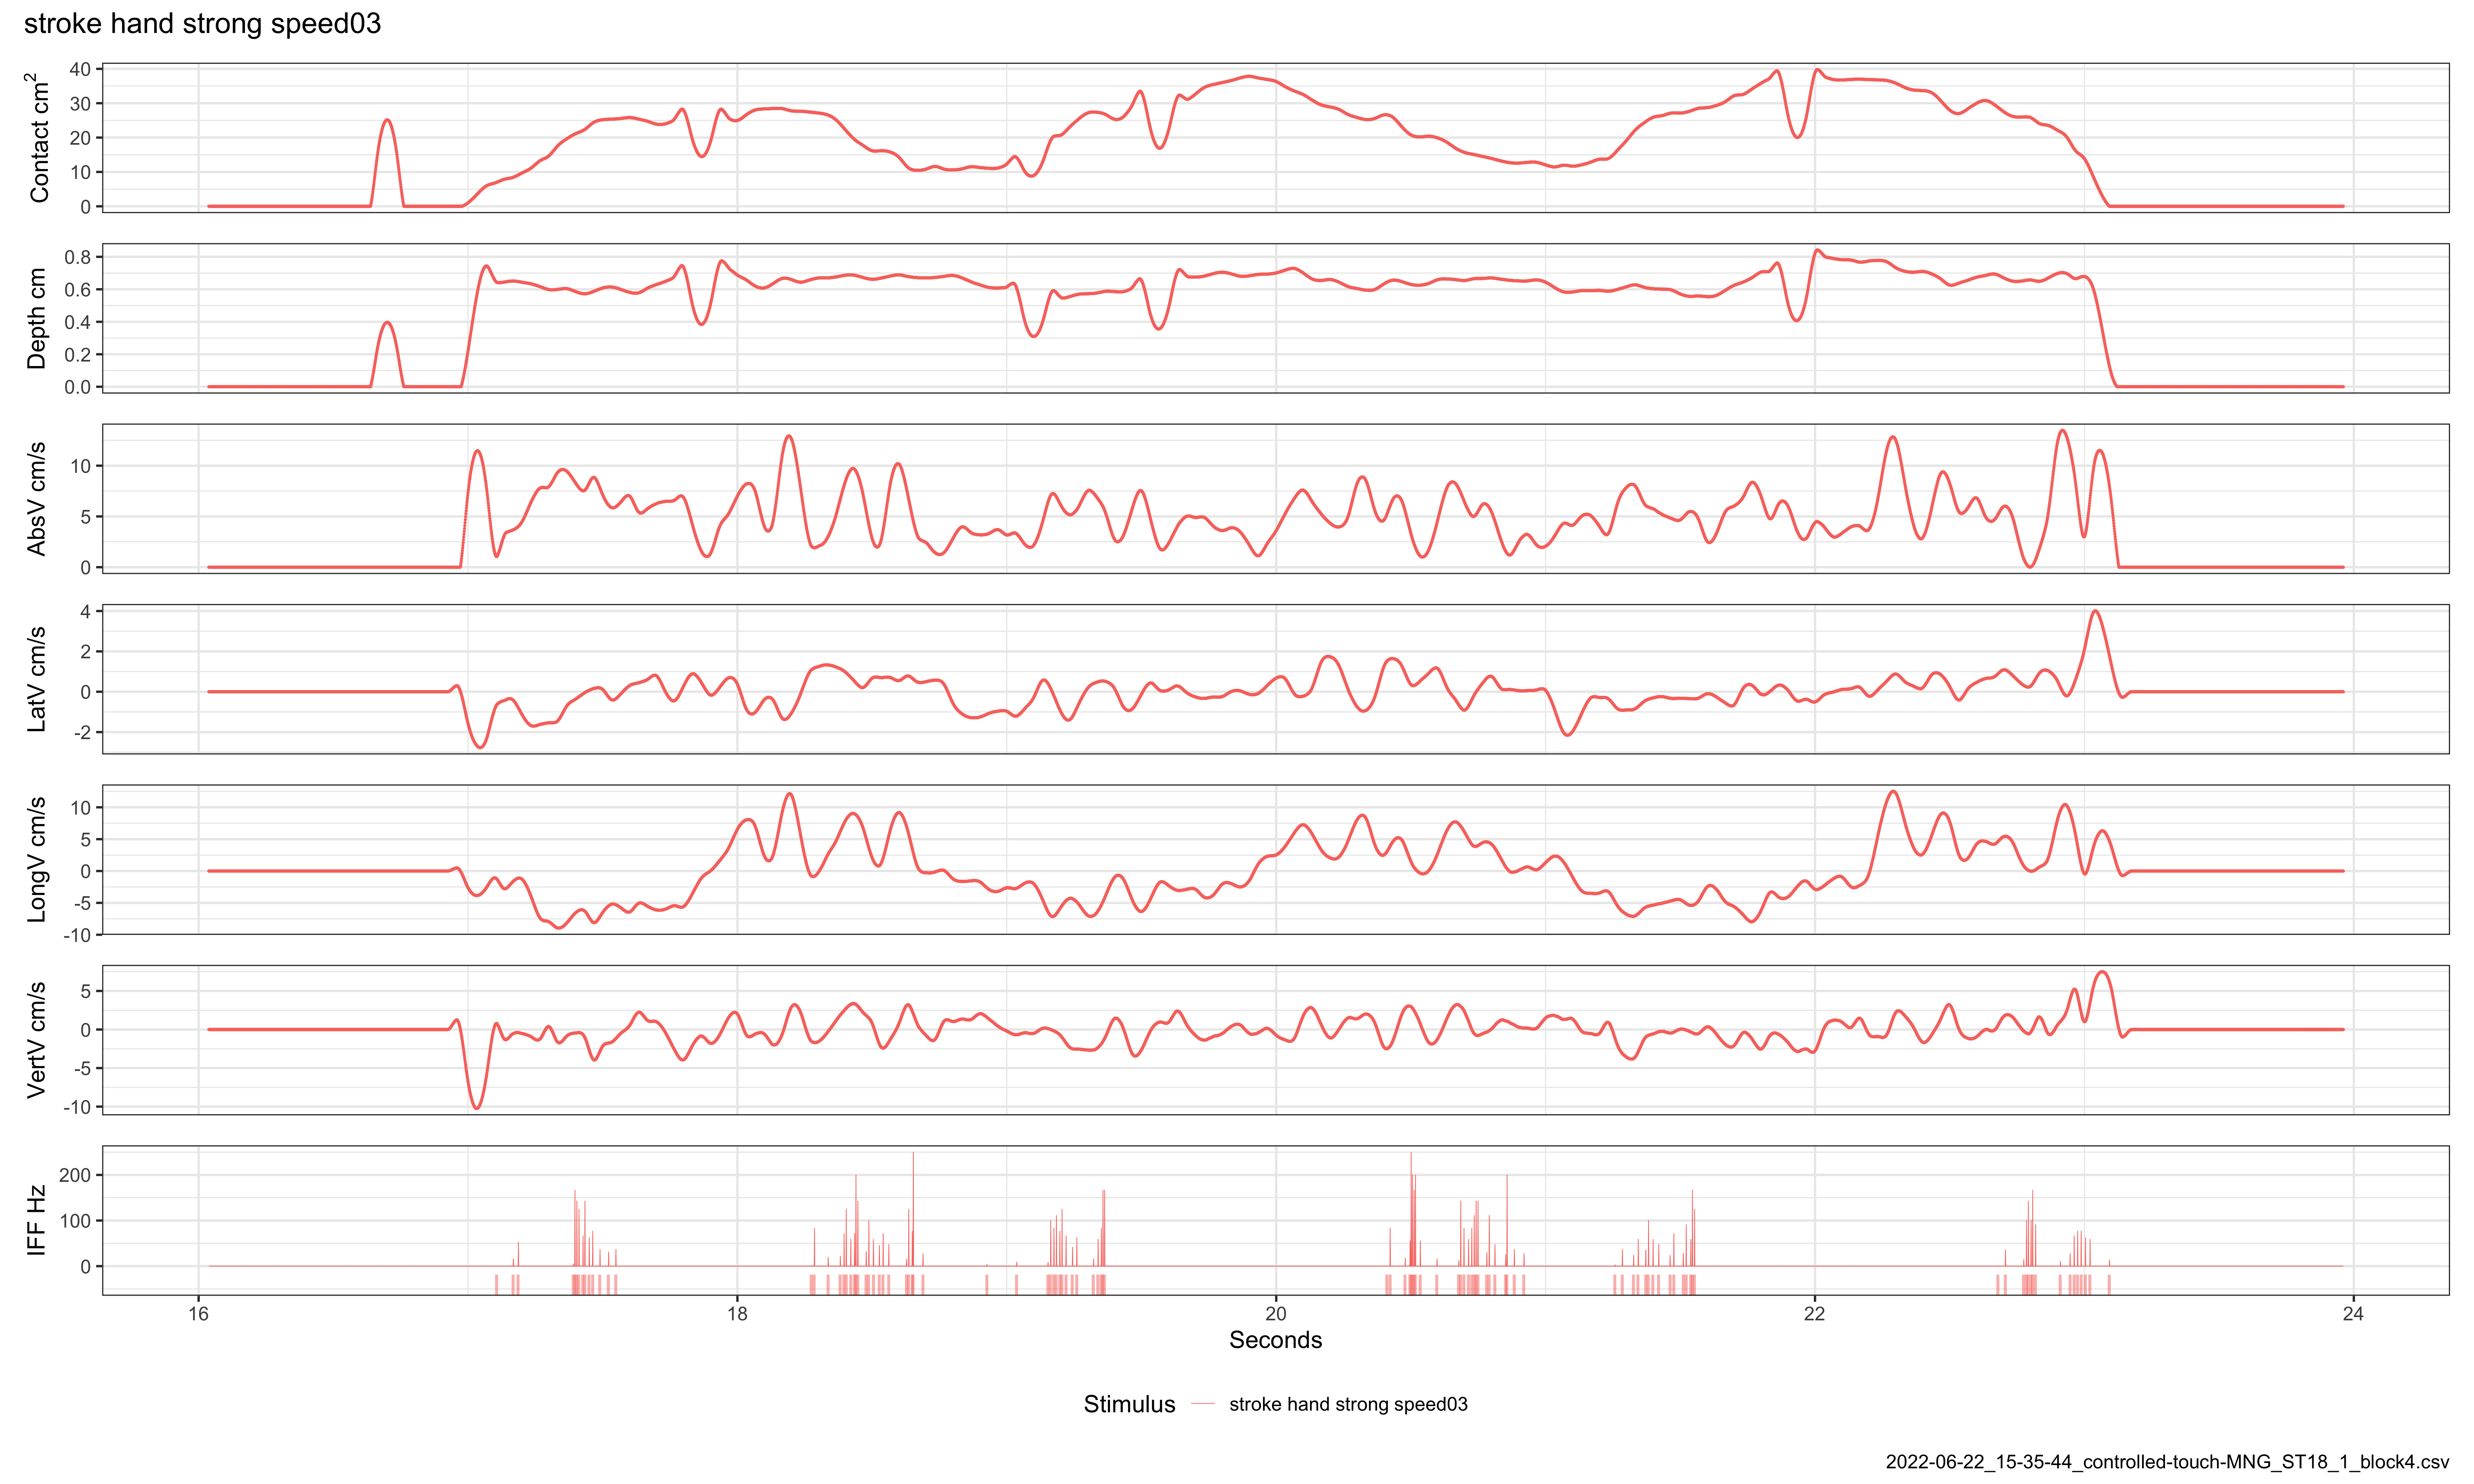 stroke hand strong speed03
Contact cm²
40
30
20
10
0
Depth cm
0.8
0.6
0.4
0.2
0.0
AbsV cm/s
10
5
0
LatV cm/s
4
2
0
-2
LongV cm/s
10
5
0
-5
-10
VertV cm/s
5
0
-5
-10
IFF Hz
200
100
0
16 18 20 22 24
Seconds
Stimulus stroke hand strong speed03
2022-06-22_15-35-44_controlled-touch-MNG_ST18_1_block4.csv